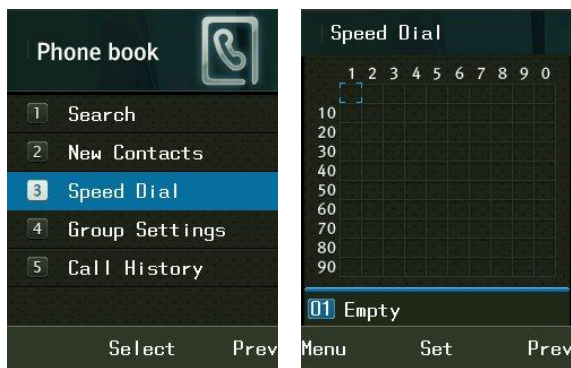 Phone book
1 Search
2 New Contacts
3 Speed Dial
4 Group Settings
5 Call History
Select Prev
Speed Dial
1 2 3 4 5 6 7 8 9 0
10
20
30
40
50
60
70
80
90
01 Empty
Menu Set Prev